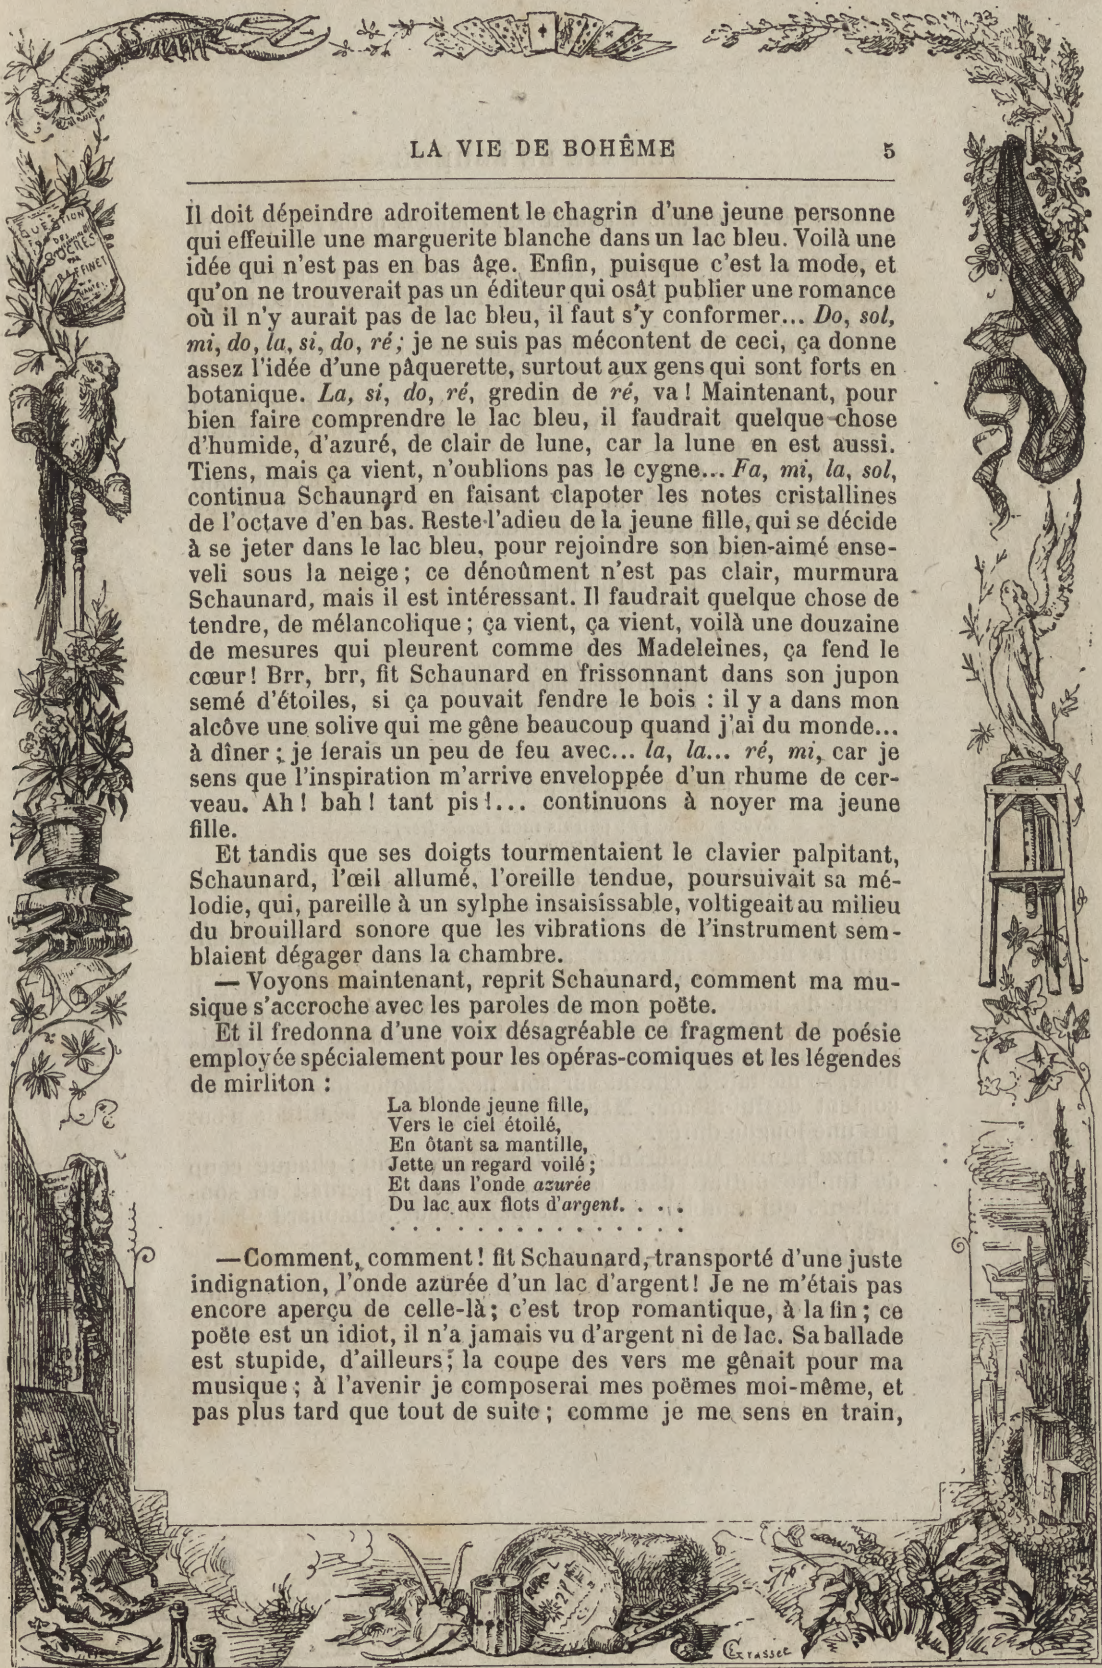 LA VIE DE BOHÊME 5
Il doit dépeindre adroitement le chagrin d'une jeune personne
qui effeuille une marguerite blanche dans un lac bleu. Voilà une
idée qui n'est pas en bas âge. Enfin, puisque c'est la mode, et
qu'on ne trouverait pas un éditeur qui osât publier une romance
où il n'y aurait pas de lac bleu, il faut s'y conformer... Do, sol,
mi, do, la, si, do, ré; je ne suis pas mécontent de ceci, ça donne
assez l'idée d'une pâquerette, surtout aux gens qui sont forts en
botanique. La, si, do, ré, gredin de ré, va ! Maintenant, pour
bien faire comprendre le lac bleu, il faudrait quelque chose
d'humide, d'azuré, de clair de lune, car la lune en est aussi.
Tiens, mais ça vient, n'oublions pas le cygne... Fa, mi, la, sol,
continua Schaunard en faisant clapoter les notes cristallines
de l'octave d'en bas. Reste l'adieu de la jeune fille, qui se décide
à se jeter dans le lac bleu, pour rejoindre son bien-aimé ense-
veli sous la neige ; ce dénoûment n'est pas clair, murmura
Schaunard, mais il est intéressant. Il faudrait quelque chose de
tendre, de mélancolique ; ça vient, ça vient, voilà une douzaine
de mesures qui pleurent comme des Madeleines, ça fend le
cœur ! Brr, brr, fit Schaunard en frissonnant dans son jupon
semé d'étoiles, si ça pouvait fendre le bois : il y a dans mon
alcôve une solive qui me gêne beaucoup quand j'ai du monde...
à dîner ; je ferais un peu de feu avec... la, la... ré, mi, car je
sens que l'inspiration m'arrive enveloppée d'un rhume de cer-
veau. Ah ! bah ! tant pis !... continuons à noyer ma jeune
fille.
Et tandis que ses doigts tourmentaient le clavier palpitant,
Schaunard, l'œil allumé, l'oreille tendue, poursuivait sa mé-
lodie, qui, pareille à un sylphe insaisissable, voltigeait au milieu
du brouillard sonore que les vibrations de l'instrument sem-
blaient dégager dans la chambre.
— Voyons maintenant, reprit Schaunard, comment ma mu-
sique s'accroche avec les paroles de mon poëte.
Et il fredonna d'une voix désagréable ce fragment de poésie
employée spécialement pour les opéras-comiques et les légendes
de mirliton :
La blonde jeune fille,
Vers le ciel étoilé,
En ôtant sa mantille,
Jette un regard voilé ;
Et dans l'onde azurée
Du lac aux flots d'argent. . . .
. . . . . . . . . . . . . .
— Comment, comment ! fit Schaunard, transporté d'une juste
indignation, l'onde azurée d'un lac d'argent ! Je ne m'étais pas
encore aperçu de celle-là ; c'est trop romantique, à la fin ; ce
poëte est un idiot, il n'a jamais vu d'argent ni de lac. Sa ballade
est stupide, d'ailleurs ; la coupe des vers me gênait pour ma
musique ; à l'avenir je composerai mes poëmes moi-même, et
pas plus tard que tout de suite ; comme je me sens en train,
QUESTION
DES
SUCRES
Grasset